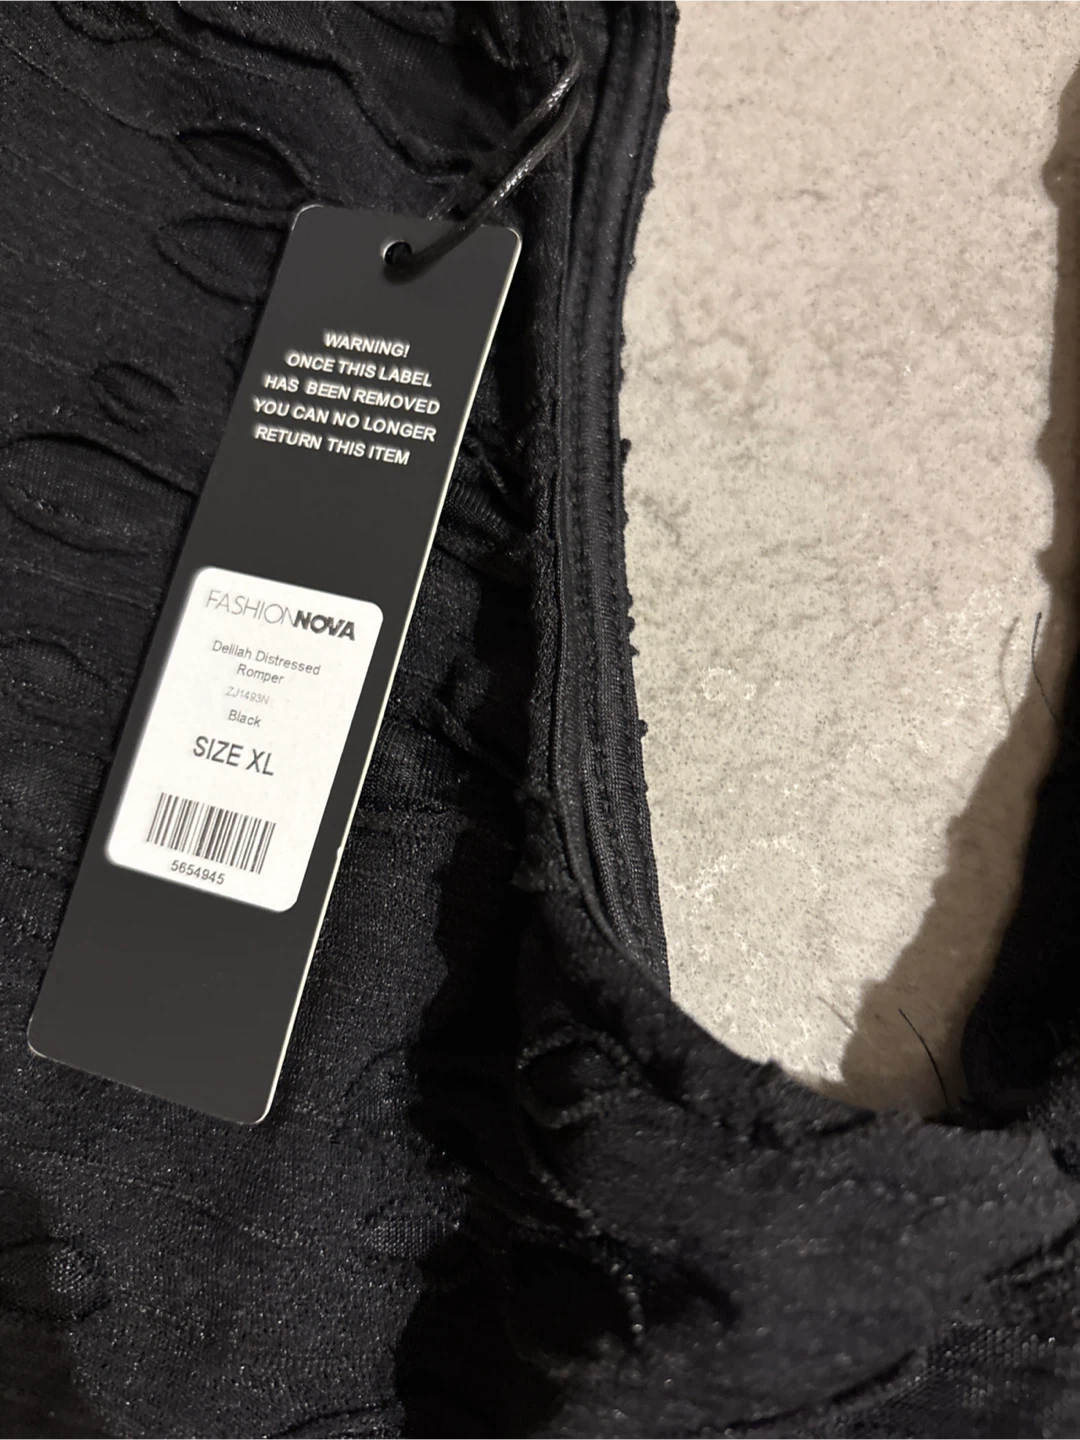 WARNING!
ONCE THIS LABEL
HAS BEEN REMOVED
YOU CAN NO LONGER
RETURN THIS ITEM
FASHIONNOVA
Delilah Distressed
Romper
ZJ1493N
Black
SIZE XL
5654945